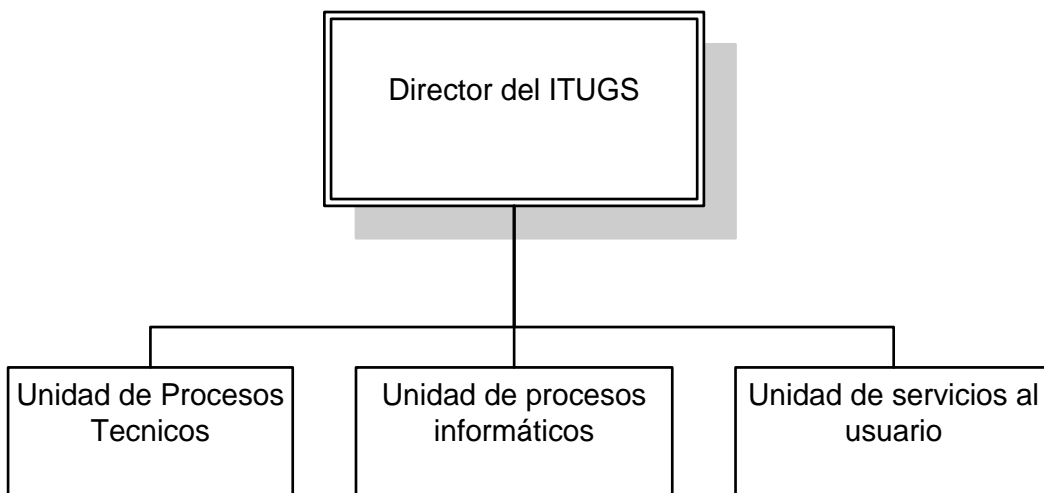 Director del ITUGS
Unidad de Procesos
Tecnicos
Unidad de procesos
informáticos
Unidad de servicios al
usuario